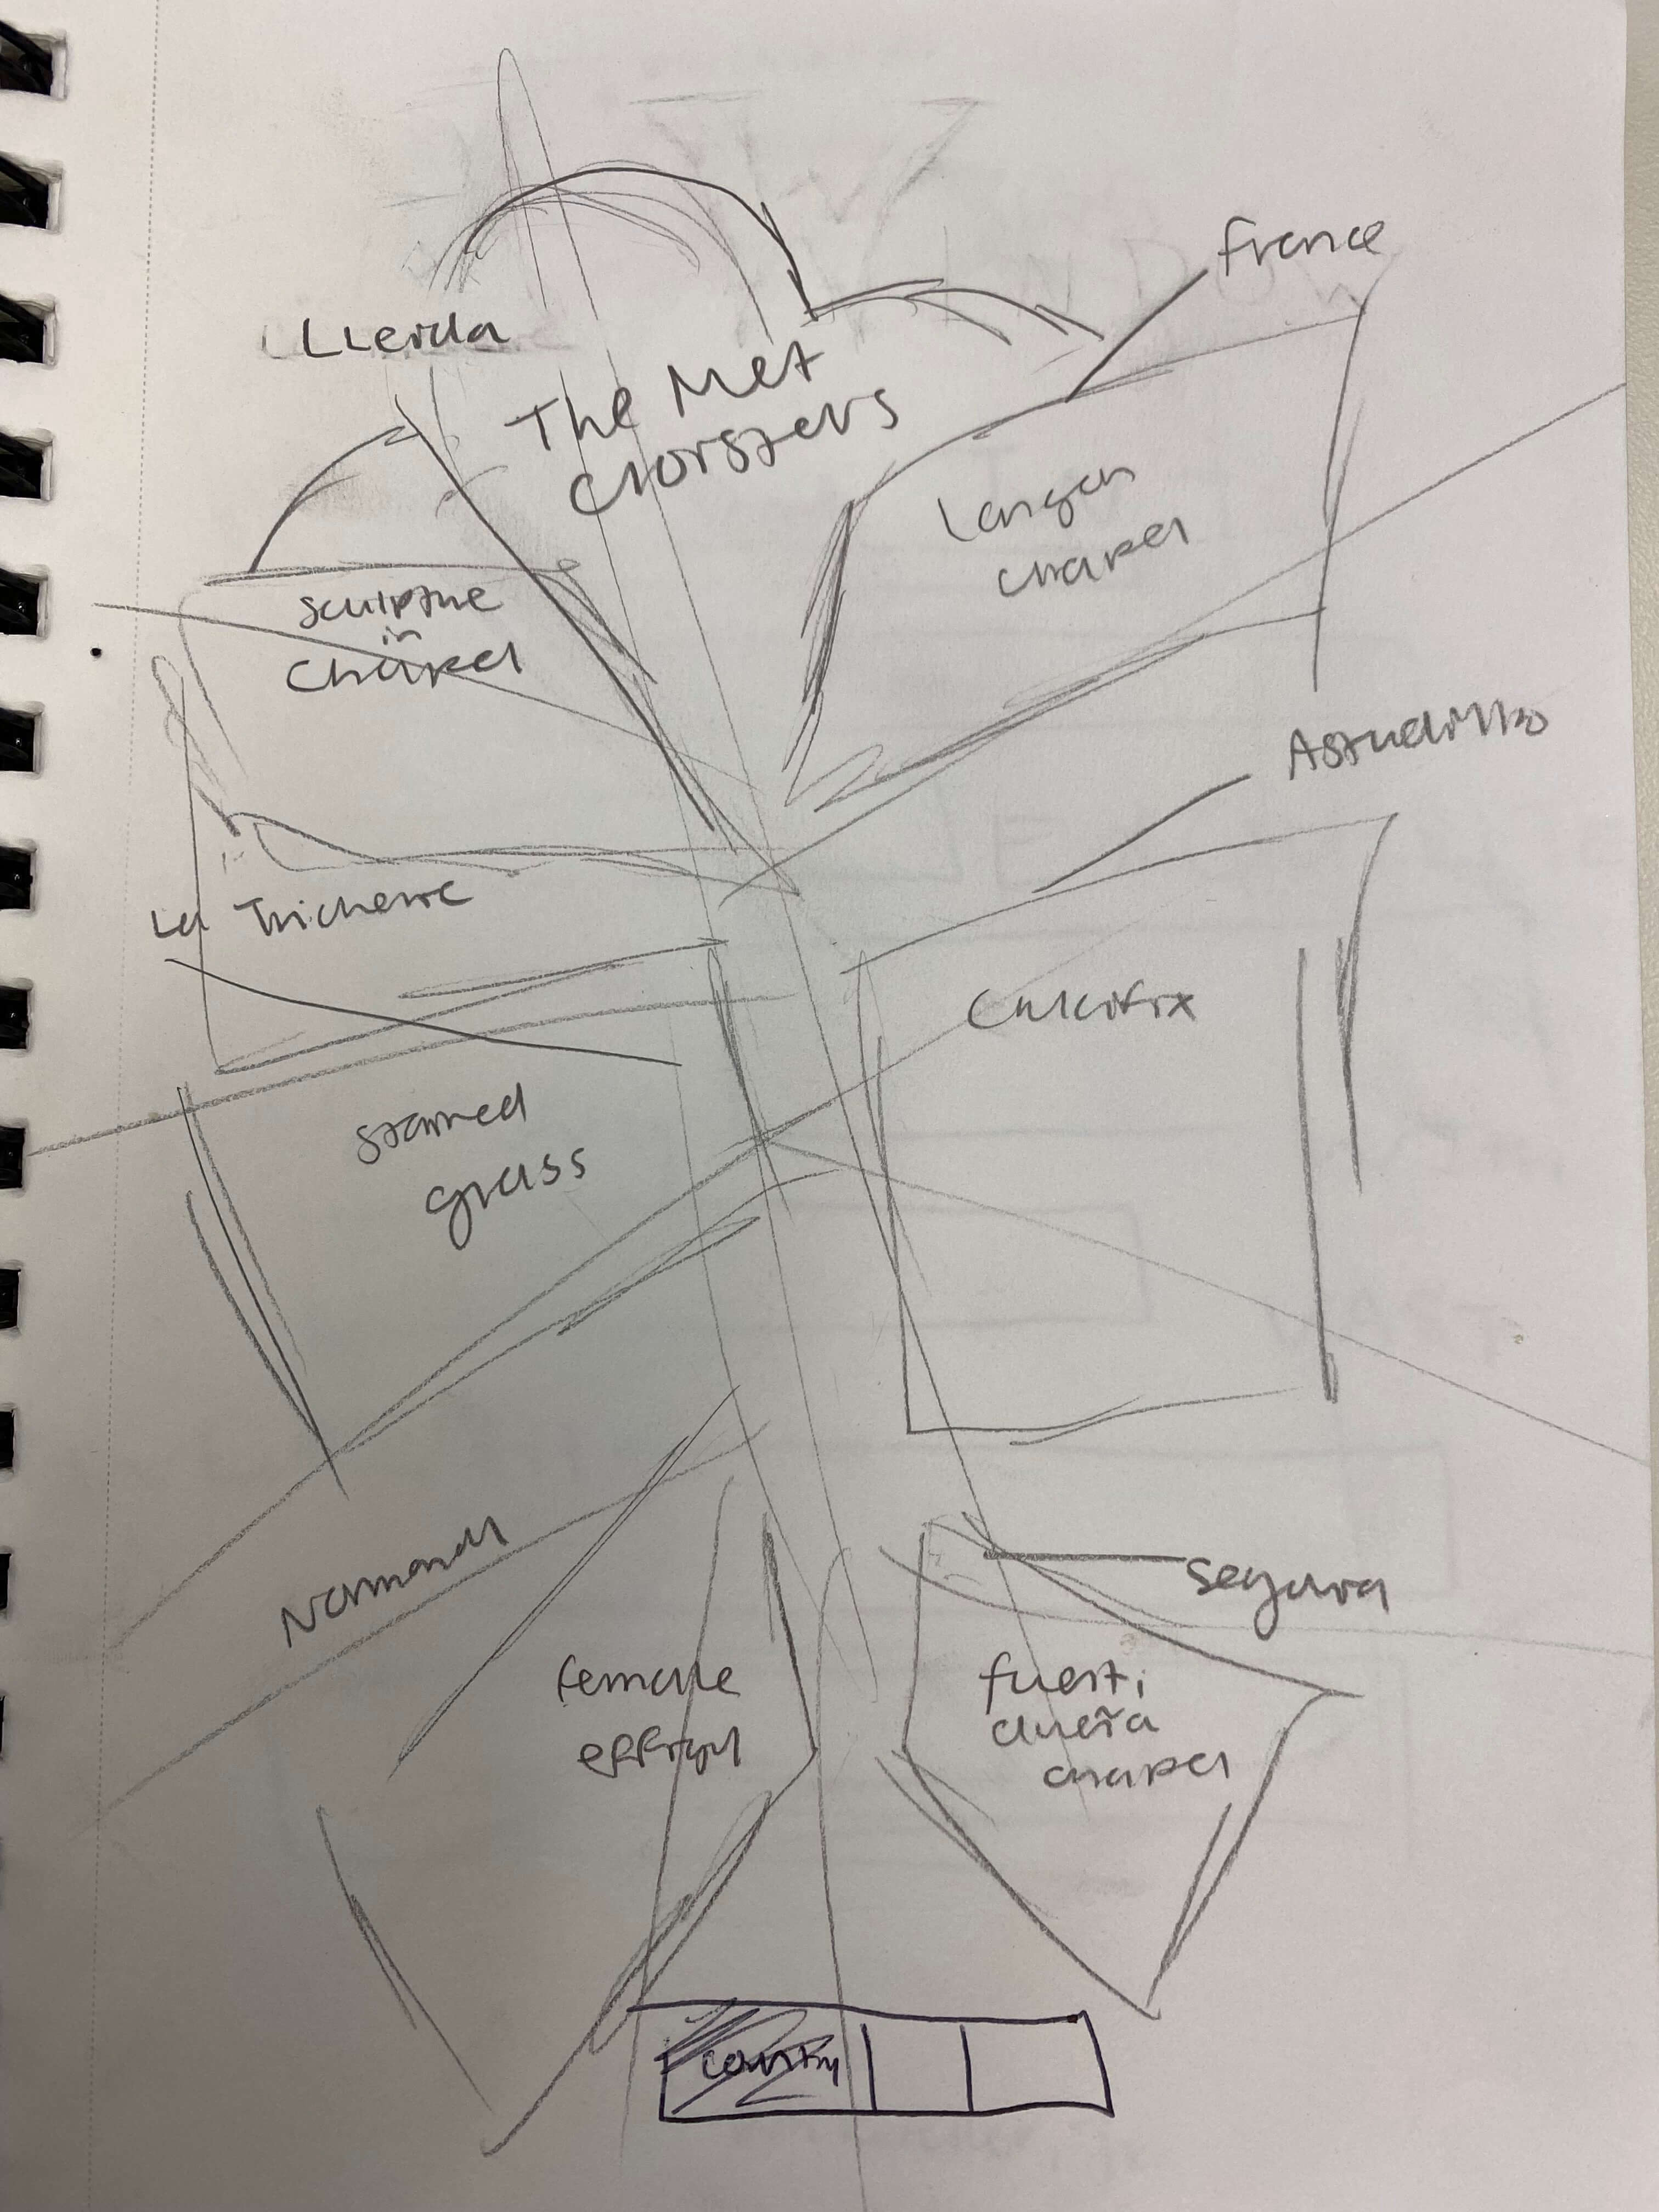 LLeida
The Met
Cloisters
France
Langon
chapel
sculpture
in
chapel
Astudillo
La Tricherie
Crucifix
stained
glass
Normandy
segovia
female
effigy
fuenti
dueña
chapel
country